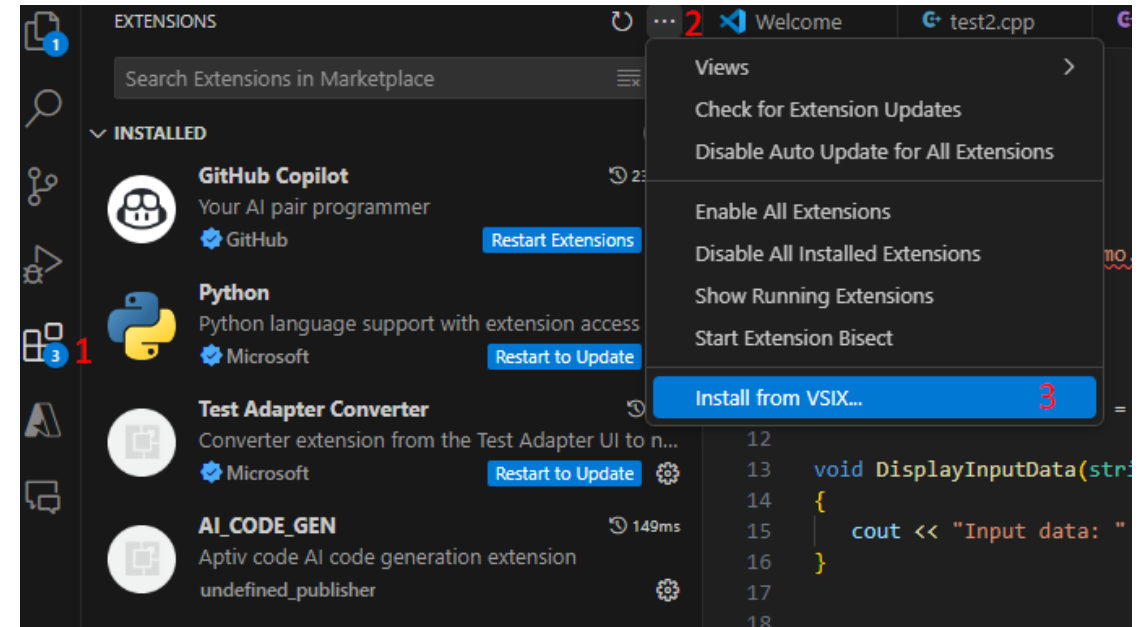 EXTENSIONS
2
Welcome
test2.cpp
1
Search Extensions in Marketplace
INSTALLED
GitHub Copilot
Your AI pair programmer
GitHub
Restart Extensions
Python
Python language support with extension access
Microsoft
Restart to Update
3
1
Test Adapter Converter
Converter extension from the Test Adapter UI to n...
Microsoft
Restart to Update
AI_CODE_GEN
149ms
Aptiv code AI code generation extension
undefined_publisher
Views
Check for Extension Updates
Disable Auto Update for All Extensions
Enable All Extensions
Disable All Installed Extensions
Show Running Extensions
Start Extension Bisect
Install from VSIX...
3
=
12
13 void DisplayInputData(
14 {
15 cout << "Input data: "
16 }
17
18